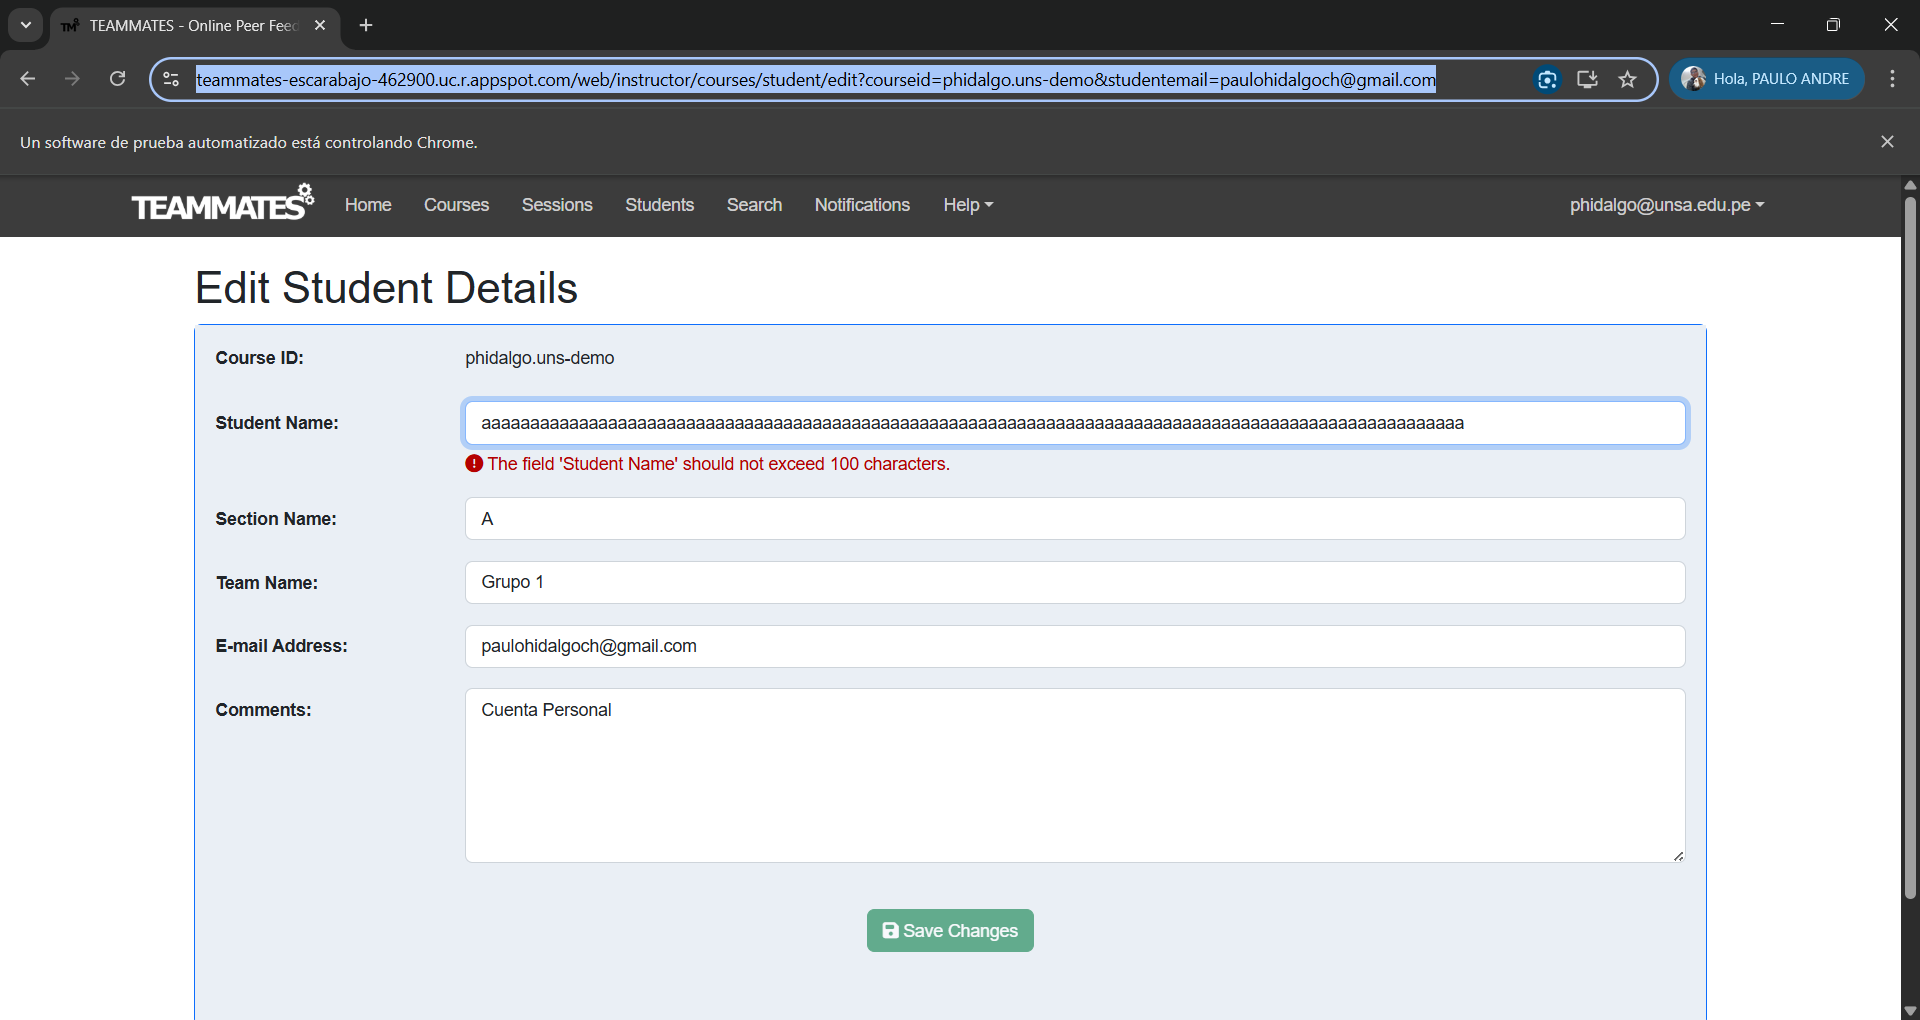 TEAMMATES - Online Peer Feed
teammates-escarabajo-462900.uc.r.appspot.com/web/instructor/courses/student/edit?courseid=phidalgo.uns-demo&studentemail=paulohidalgoch@gmail.com
Hola, PAULO ANDRE
Un software de prueba automatizado está controlando Chrome.
TEAMMATES Home Courses Sessions Students Search Notifications Help phidalgo@unsa.edu.pe
Edit Student Details
Course ID: phidalgo.uns-demo
Student Name: aaaaaaaaaaaaaaaaaaaaaaaaaaaaaaaaaaaaaaaaaaaaaaaaaaaaaaaaaaaaaaaaaaaaaaaaaaaaaaaaaaaaaaaaaaaaaaaaaaaaa
The field 'Student Name' should not exceed 100 characters.
Section Name: A
Team Name: Grupo 1
E-mail Address: paulohidalgoch@gmail.com
Comments: Cuenta Personal
Save Changes